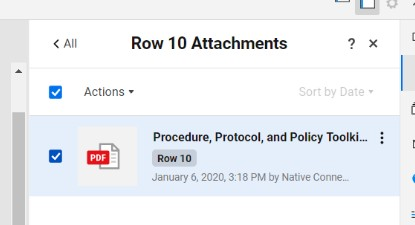 All
Row 10 Attachments
?
Actions
Sort by Date
Procedure, Protocol, and Policy Toolki...
PDF
Row 10
January 6, 2020, 3:18 PM by Native Conne...